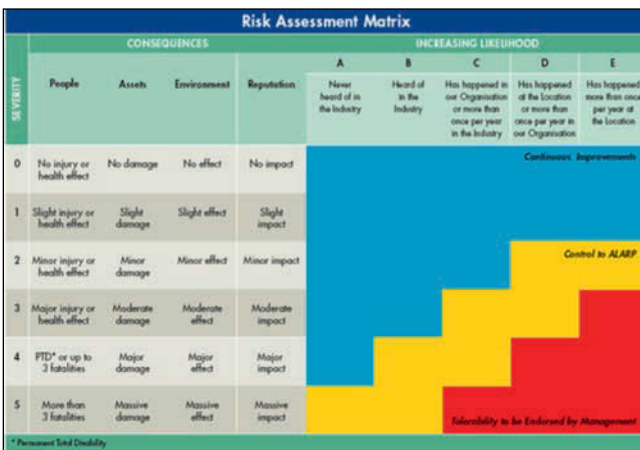 Risk Assessment Matrix
SEVERITY
CONSEQUENCES
INCREASING LIKELIHOOD
People
Assets
Environment
Reputation
A
B
C
D
E
Never
heard of in
the Industry
Heard of
in the
Industry
Has happened in
our Organisation
or more than
once per year
in the Industry
Has happened
at the Location
or more than
once per year in
our Organisation
Has happened
more than once
per year at
the Location
0
No injury or
health effect
No damage
No effect
No impact
Continuous Improvements
1
Slight injury or
health effect
Slight
damage
Slight effect
Slight
impact
2
Minor injury or
health effect
Minor
damage
Minor effect
Minor impact
Control to ALARP
3
Major injury or
health effect
Moderate
damage
Moderate
effect
Moderate
impact
4
PTD* or up to
3 fatalities
Major
damage
Major
effect
Major
impact
5
More than
3 fatalities
Massive
damage
Massive
effect
Massive
impact
Tolerability to be Endorsed by Management
* Permanent Total Disability